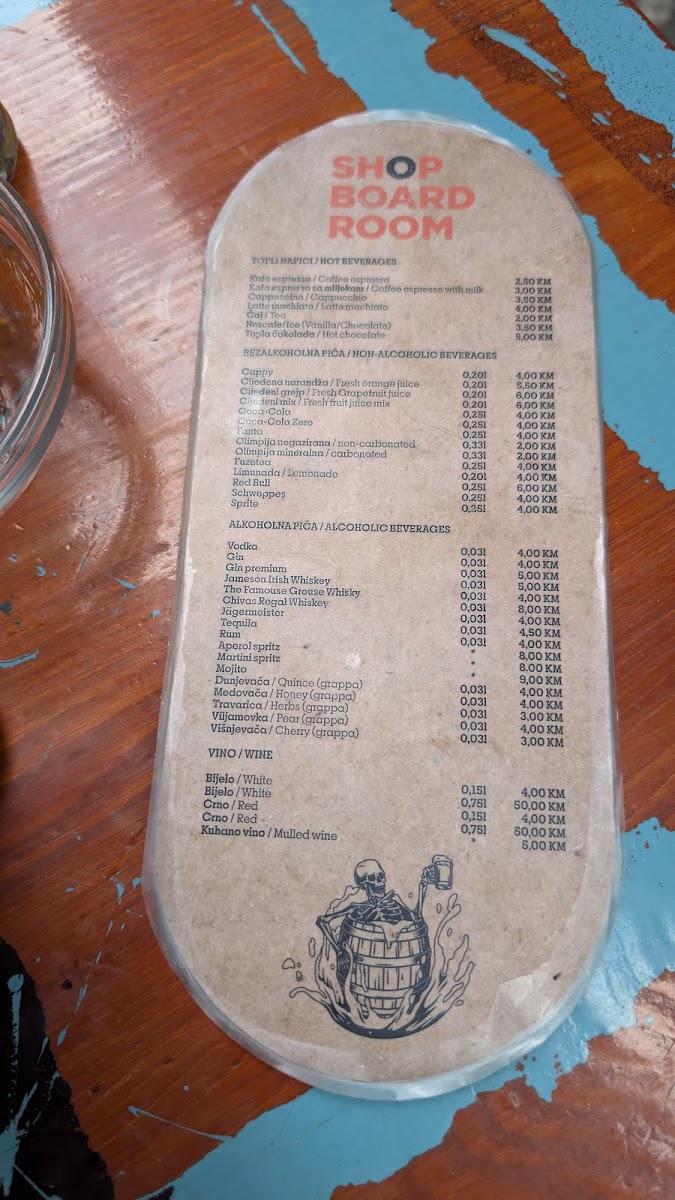 SHOP
BOARD
ROOM
TOPLI NAPICI / HOT BEVERAGES
Kafa espresso / Coffee espresso 2,50 KM
Kafa espresso sa mlijekom / Coffee espresso with milk 3,00 KM
Cappuccino / Cappuccino 3,50 KM
Latte machiato / Latte machiato 4,00 KM
Čaj / Tea 2,00 KM
Nescafe/Ice (Vanilla/Chocolate) 3,50 KM
Topla čokolada / Hot chocolate 5,00 KM
BEZALKOHOLNA PIĆA / NON-ALCOHOLIC BEVERAGES
Cappy 0,20l 4,00 KM
Cijeđena narandža / Fresh orange juice 0,20l 5,50 KM
Cijeđeni grejp / Fresh Grapefruit juice 0,20l 6,00 KM
Cijeđeni mix / Fresh fruit juice mix 0,20l 6,00 KM
Coca-Cola 0,25l 4,00 KM
Coca-Cola Zero 0,25l 4,00 KM
Fanta 0,25l 4,00 KM
Olimpija negazirana / non-carbonated 0,33l 2,00 KM
Olimpija mineralna / carbonated 0,33l 2,00 KM
Fuzetea 0,25l 4,00 KM
Limunada / Lemonade 0,20l 4,00 KM
Red Bull 0,25l 6,00 KM
Schweppes 0,25l 4,00 KM
Sprite 0,25l 4,00 KM
ALKOHOLNA PIĆA / ALCOHOLIC BEVERAGES
Vodka 0,03l 4,00 KM
Gin 0,03l 4,00 KM
Gin premium 0,03l 5,00 KM
Jameson Irish Whiskey 0,03l 5,00 KM
The Famouse Grouse Whisky 0,03l 4,00 KM
Chivas Regal Whiskey 0,03l 8,00 KM
Jägermeister 0,03l 4,00 KM
Tequila 0,03l 4,50 KM
Rum 0,03l 4,00 KM
Aperol spritz * 8,00 KM
Martini spritz * 8.00 KM
Mojito * 9,00 KM
Dunjevača / Quince (grappa) 0,03l 4,00 KM
Medovača / Honey (grappa) 0,03l 4,00 KM
Travarica / Herbs (grappa) 0,03l 3,00 KM
Viljamovka / Pear (grappa) 0,03l 4,00 KM
Višnjevača / Cherry (grappa) 0,03l 3,00 KM
VINO / WINE
Bijelo / White 0,15l 4,00 KM
Bijelo / White 0,75l 50,00 KM
Crno / Red 0,15l 4,00 KM
Crno / Red 0,75l 50,00 KM
Kuhano vino / Mulled wine * 5,00 KM